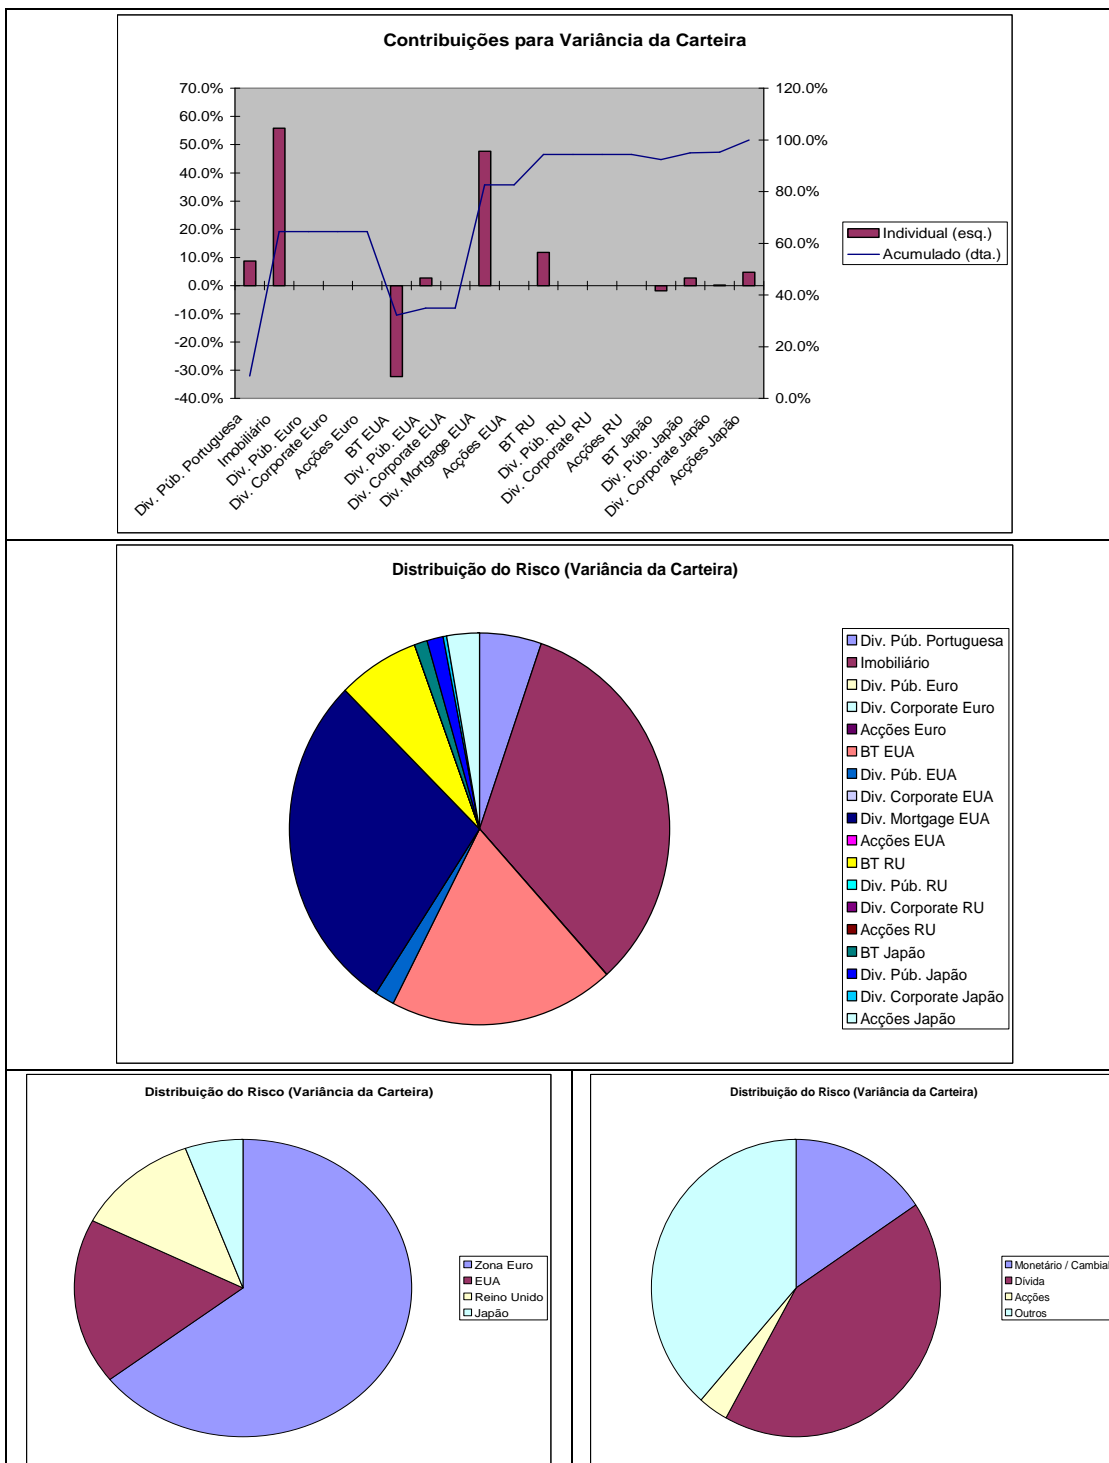 Contribuições para Variância da Carteira
70.0%
60.0%
50.0%
40.0%
30.0%
20.0%
10.0%
0.0%
-10.0%
-20.0%
-30.0%
-40.0%
120.0%
100.0%
80.0%
60.0%
40.0%
20.0%
0.0%
Div. Púb. Portuguesa
Imobiliário
Div. Púb. Euro
Div. Corporate Euro
Acções Euro
BT EUA
Div. Púb. EUA
Div. Corporate EUA
Div. Mortgage EUA
Acções EUA
BT RU
Div. Púb. RU
Div. Corporate RU
Acções RU
BT Japão
Div. Púb. Japão
Div. Corporate Japão
Acções Japão
Individual (esq.)
Acumulado (dta.)
Distribuição do Risco (Variância da Carteira)
Div. Púb. Portuguesa
Imobiliário
Div. Púb. Euro
Div. Corporate Euro
Acções Euro
BT EUA
Div. Púb. EUA
Div. Corporate EUA
Div. Mortgage EUA
Acções EUA
BT RU
Div. Púb. RU
Div. Corporate RU
Acções RU
BT Japão
Div. Púb. Japão
Div. Corporate Japão
Acções Japão
Distribuição do Risco (Variância da Carteira)
Zona Euro
EUA
Reino Unido
Japão
Distribuição do Risco (Variância da Carteira)
Monetário / Cambial
Dívida
Acções
Outros